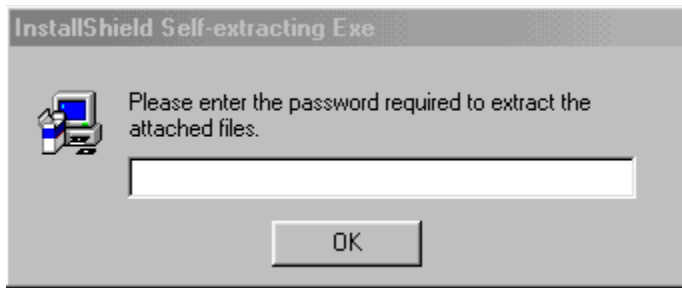 InstallShield Self-extracting Exe
Please enter the password required to extract the
attached files.
OK